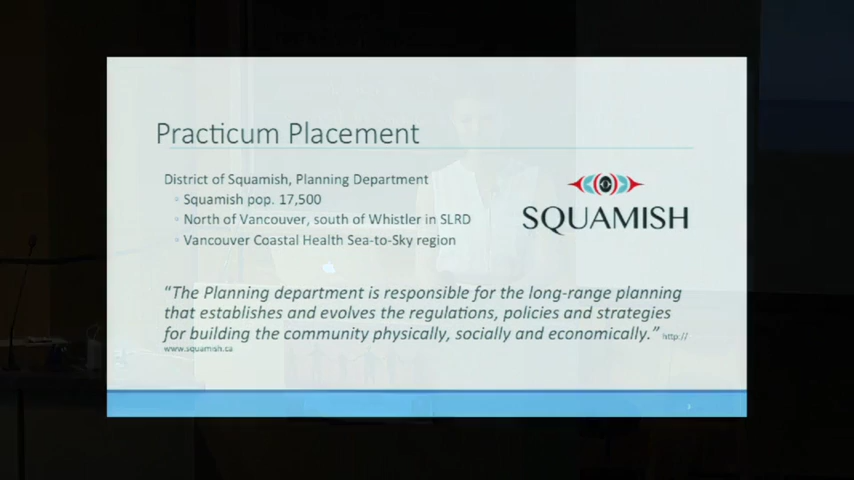 Practicum Placement
District of Squamish, Planning Department
▫ Squamish pop. 17,500
▫ North of Vancouver, south of Whistler in SLRD
▫ Vancouver Coastal Health Sea-to-Sky region
SQUAMISH
“The Planning department is responsible for the long-range planning
that establishes and evolves the regulations, policies and strategies
for building the community physically, socially and economically.” http://
www.squamish.ca